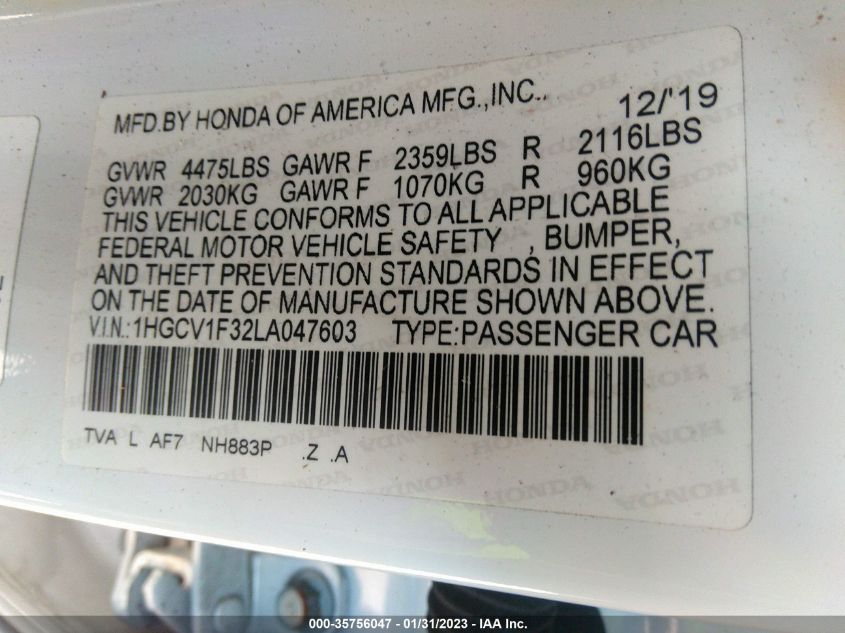 MFD.BY HONDA OF AMERICA MFG.,INC.. 12/'19
GVWR 4475LBS GAWR F 2359LBS R 2116LBS
GVWR 2030KG GAWR F 1070KG R 960KG
THIS VEHICLE CONFORMS TO ALL APPLICABLE
FEDERAL MOTOR VEHICLE SAFETY , BUMPER,
AND THEFT PREVENTION STANDARDS IN EFFECT
ON THE DATE OF MANUFACTURE SHOWN ABOVE.
V.I.N.:1HGCV1F32LA047603 TYPE:PASSENGER CAR
TVA L AF7 NH883P .Z .A
HONDA HONDA HONDA
000-35756047 - 01/31/2023 - IAA Inc.